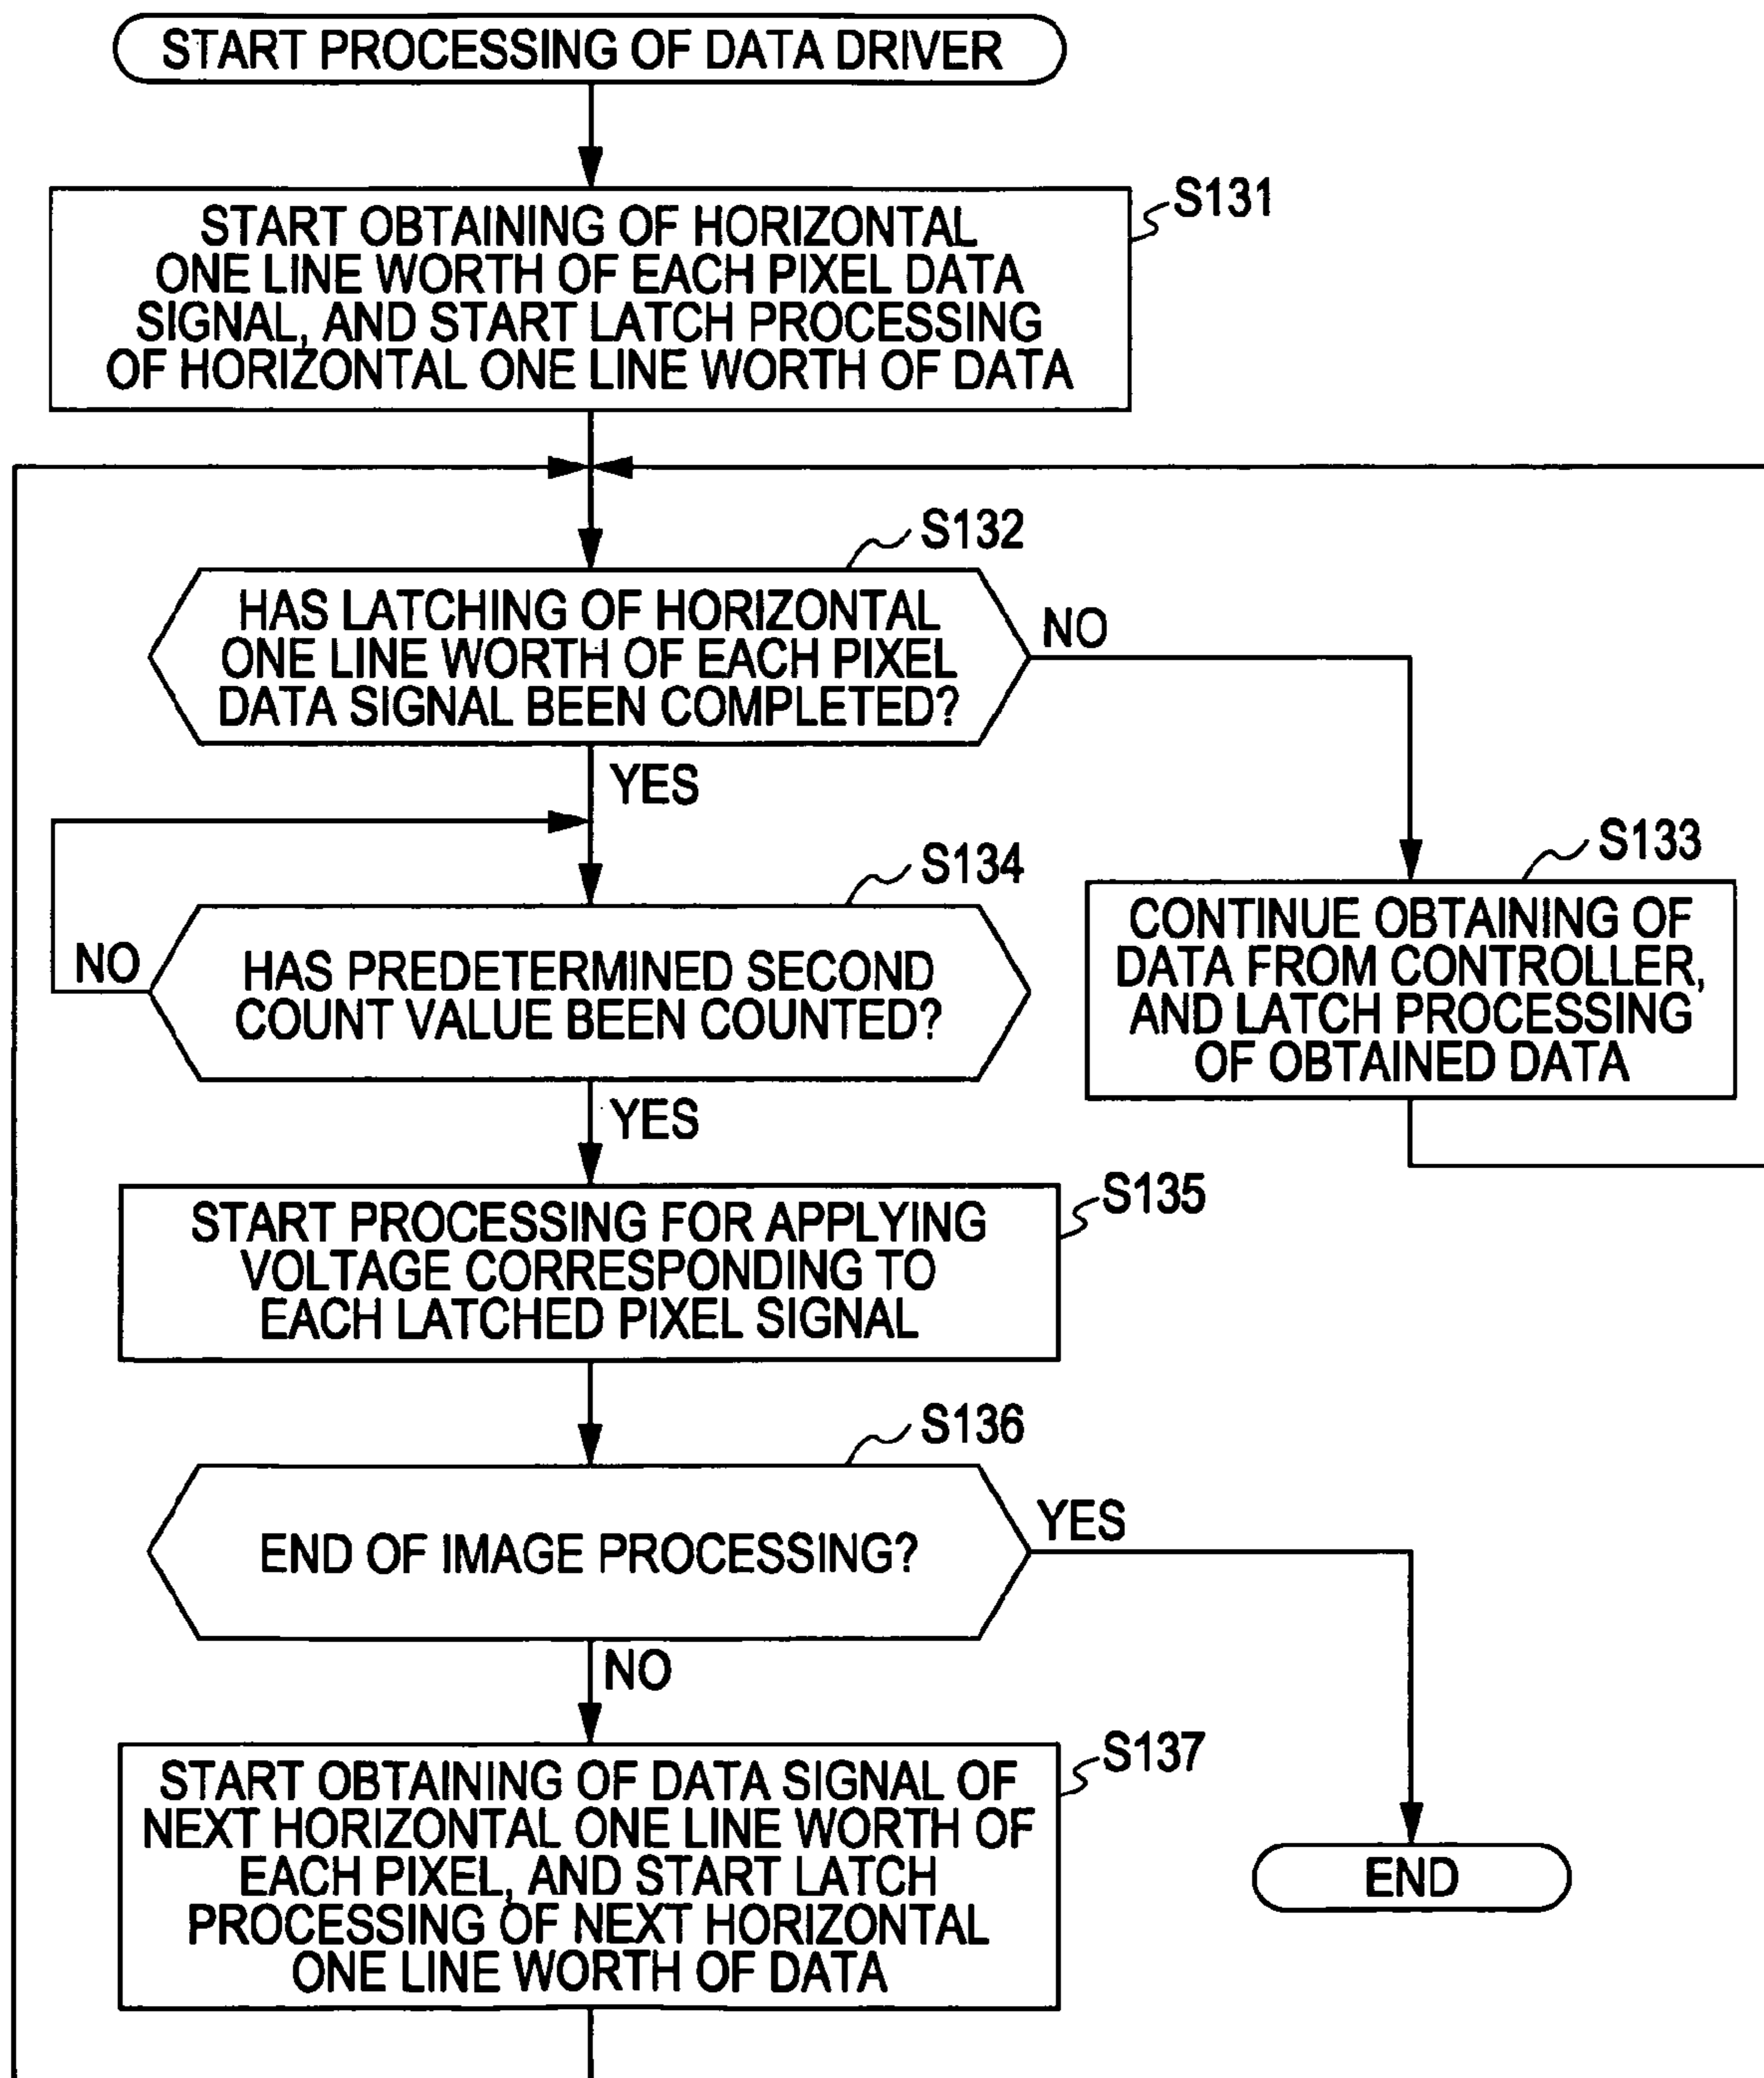 START PROCESSING OF DATA DRIVER
S131
START OBTAINING OF HORIZONTAL
ONE LINE WORTH OF EACH PIXEL DATA
SIGNAL, AND START LATCH PROCESSING
OF HORIZONTAL ONE LINE WORTH OF DATA
S132
HAS LATCHING OF HORIZONTAL
ONE LINE WORTH OF EACH PIXEL
DATA SIGNAL BEEN COMPLETED?
NO
YES
S133
CONTINUE OBTAINING OF
DATA FROM CONTROLLER,
AND LATCH PROCESSING
OF OBTAINED DATA
S134
HAS PREDETERMINED SECOND
COUNT VALUE BEEN COUNTED?
NO
YES
S135
START PROCESSING FOR APPLYING
VOLTAGE CORRESPONDING TO
EACH LATCHED PIXEL SIGNAL
S136
END OF IMAGE PROCESSING?
YES
NO
S137
START OBTAINING OF DATA SIGNAL OF
NEXT HORIZONTAL ONE LINE WORTH OF
EACH PIXEL, AND START LATCH
PROCESSING OF NEXT HORIZONTAL
ONE LINE WORTH OF DATA
END